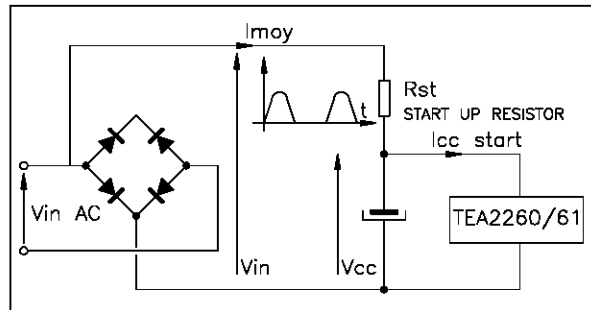 Imoy
t
Rst
START UP RESISTOR
Icc start
Vin AC
Vin
Vcc
TEA2260/61